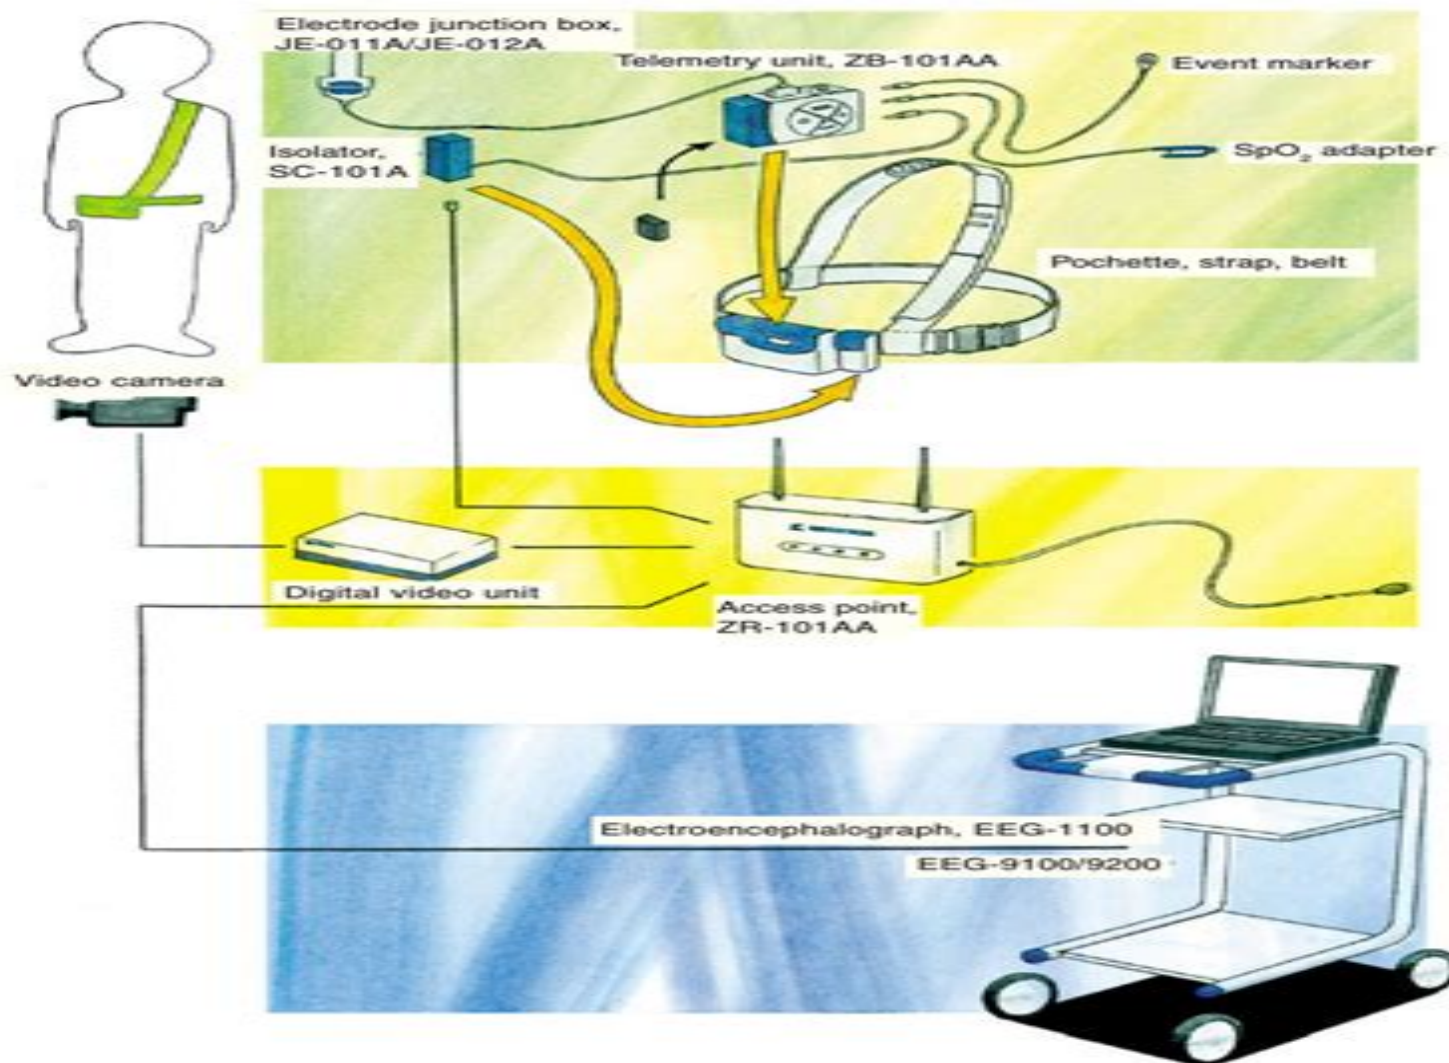 Electrode junction box,
JE-011A/JE-012A
Telemetry unit, ZB-101AA
Event marker
Isolator,
SC-101A
SpO₂ adapter
Pochette, strap, belt
Video camera
Digital video unit
Access point,
ZR-101AA
Electroencephalograph, EEG-1100
EEG-9100/9200